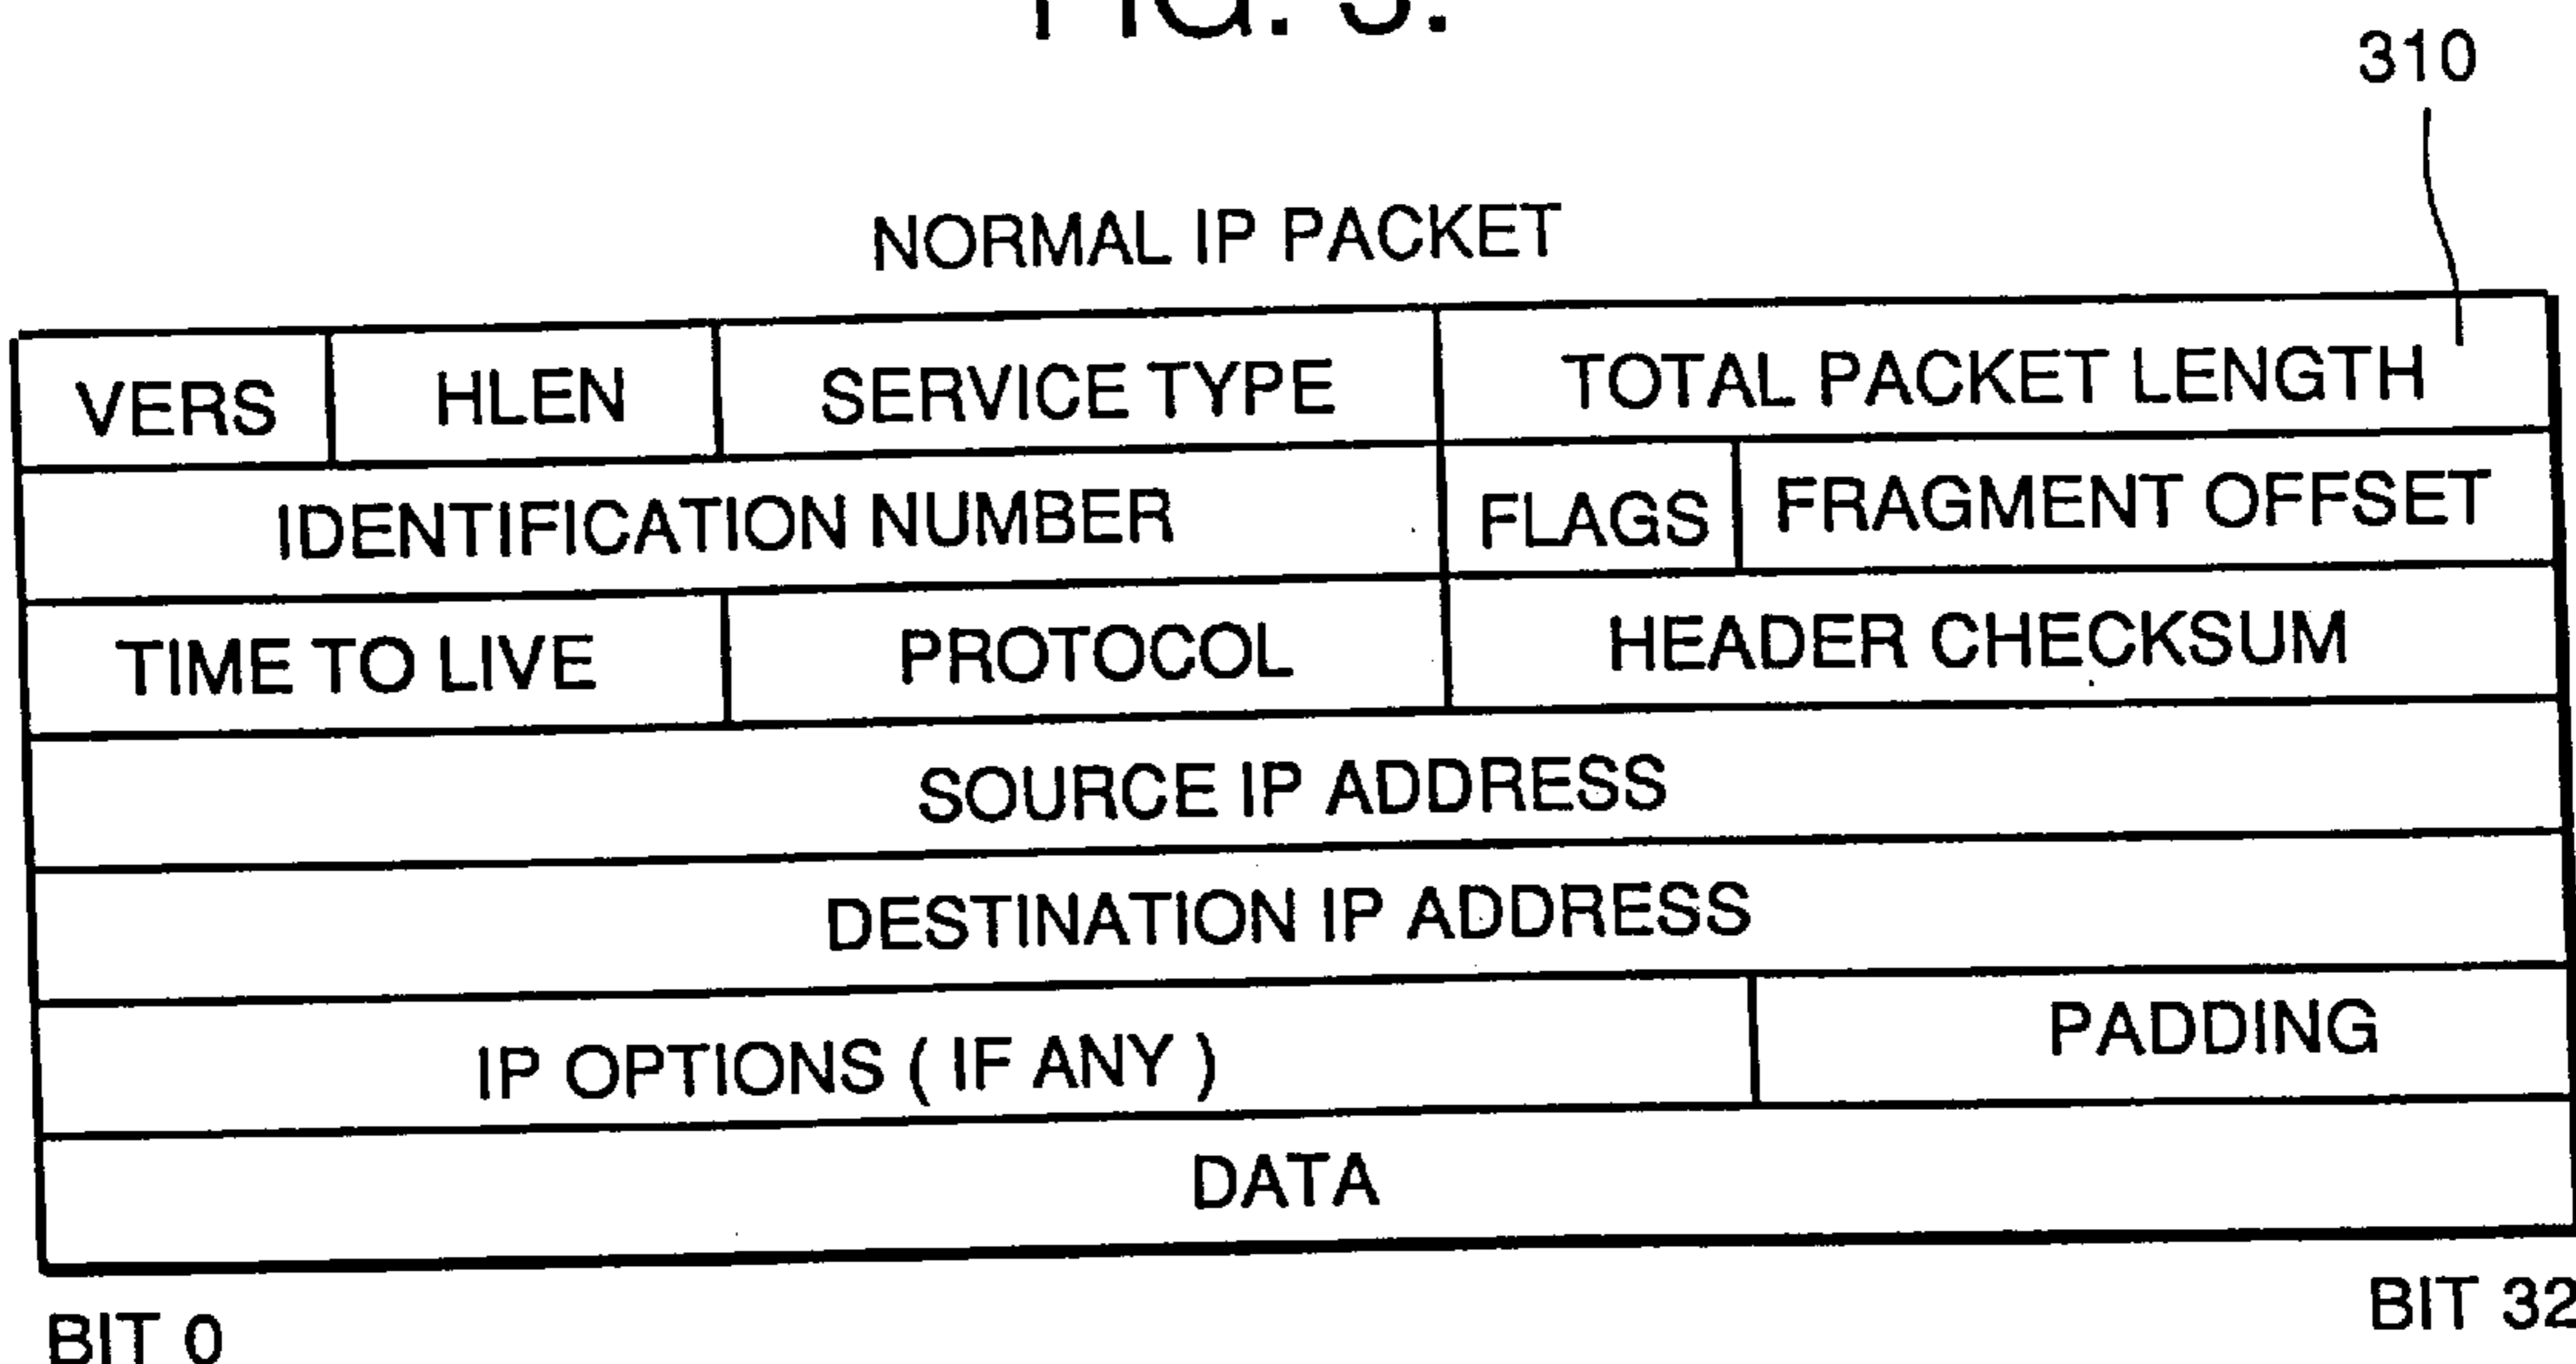 FIG. 3.
310
NORMAL IP PACKET
VERS HLEN SERVICE TYPE TOTAL PACKET LENGTH
IDENTIFICATION NUMBER FLAGS FRAGMENT OFFSET
TIME TO LIVE PROTOCOL HEADER CHECKSUM
SOURCE IP ADDRESS
DESTINATION IP ADDRESS
IP OPTIONS ( IF ANY ) PADDING
DATA
BIT 0 BIT 32